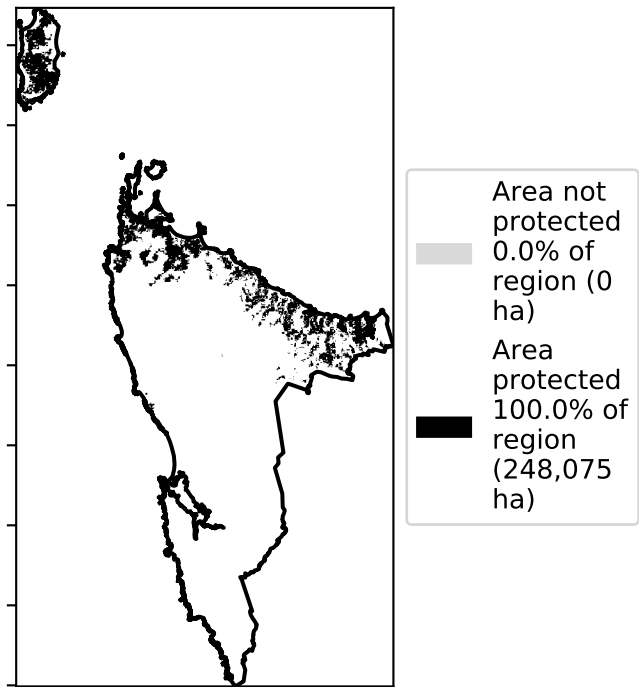 Area not
protected
0.0% of
region (0
ha)
Area
protected
100.0% of
region
(248,075
ha)